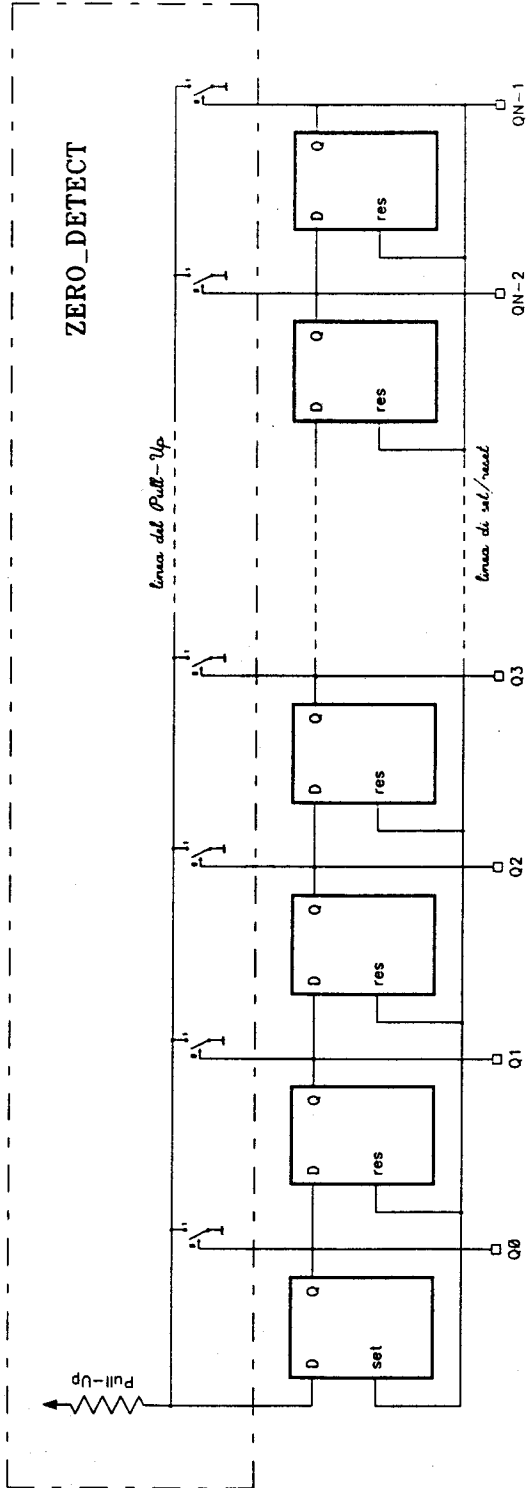 ZERO_DETECT
Pull-Up
linea del Pull-Up
D Q set
D Q res
D Q res
D Q res
D Q res
D Q res
linea di set/reset
Q0 Q1 Q2 Q3 QN-2 QN-1